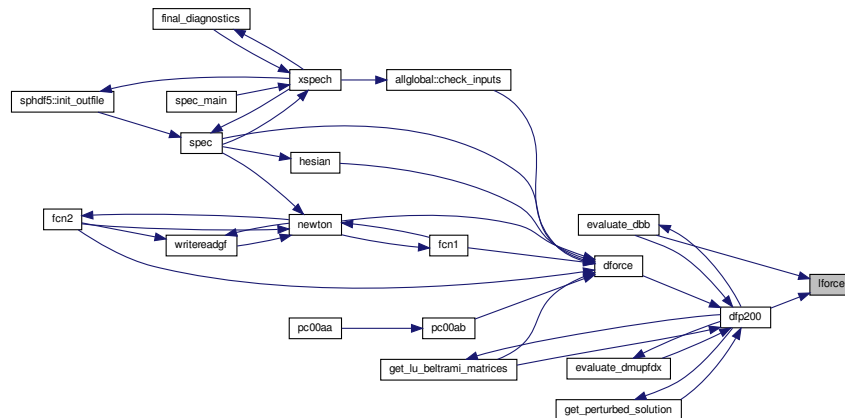 final_diagnostics
xspech
allglobal::check_inputs
sphdf5::init_outfile
spec_main
spec
hesian
fcn2
newton
evaluate_dbb
writereadgf
fcn1
dforce
lforce
dfp200
pc00aa
pc00ab
get_lu_beltrami_matrices
evaluate_dmupfdx
get_perturbed_solution